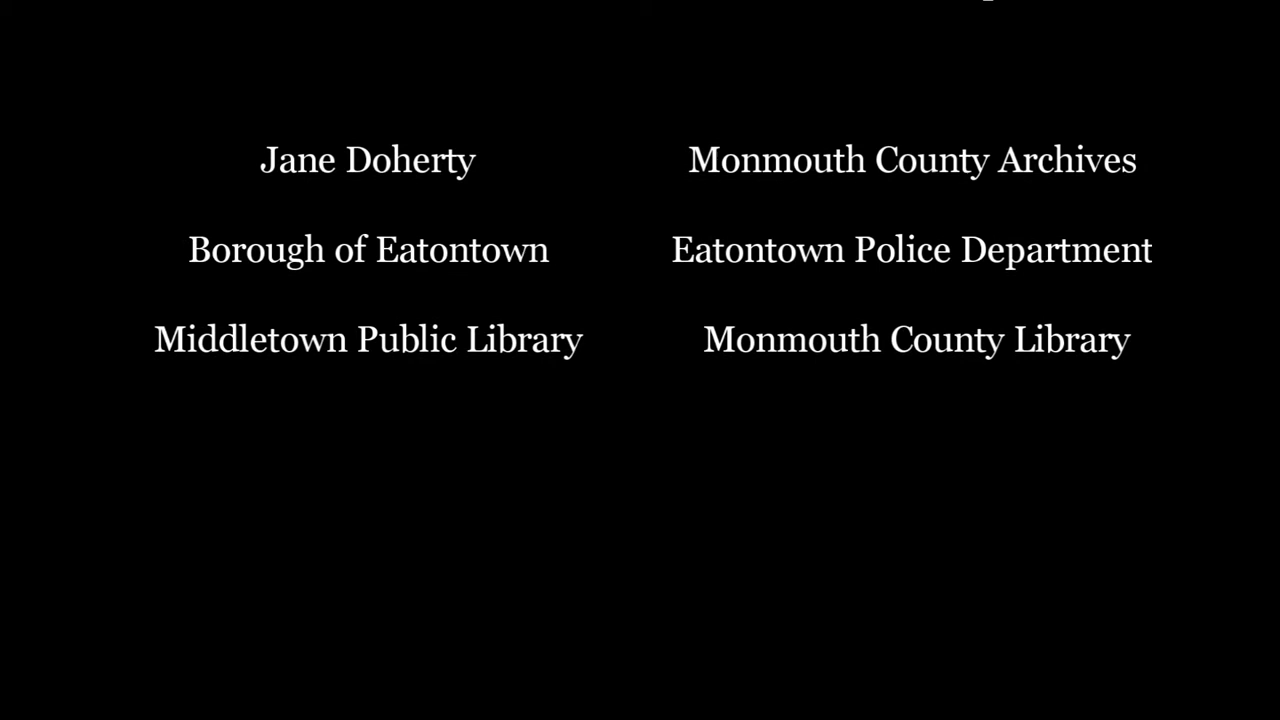 Jane Doherty
Monmouth County Archives
Borough of Eatontown
Eatontown Police Department
Middletown Public Library
Monmouth County Library